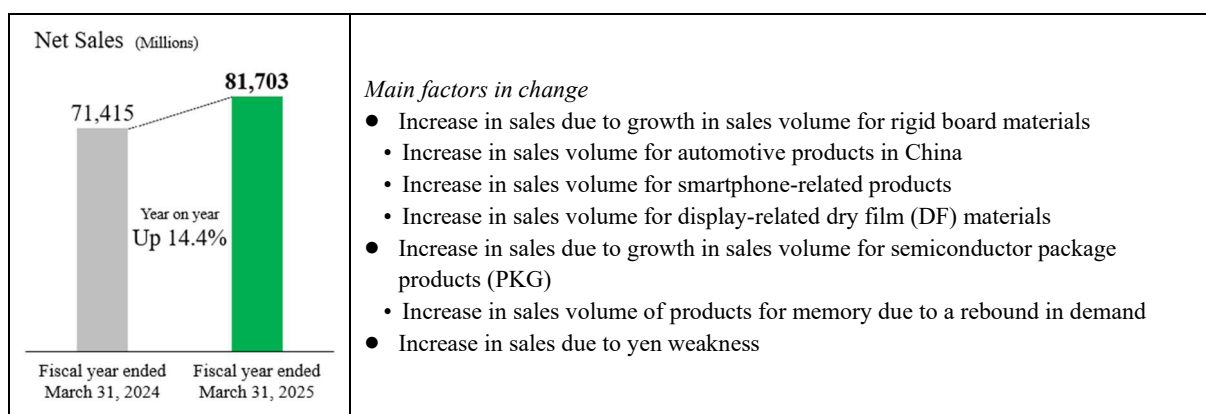 Net Sales (Millions)
81,703
71,415
Year on year
Up 14.4%
Fiscal year ended
March 31, 2024
Fiscal year ended
March 31, 2025
Main factors in change
● Increase in sales due to growth in sales volume for rigid board materials
• Increase in sales volume for automotive products in China
• Increase in sales volume for smartphone-related products
• Increase in sales volume for display-related dry film (DF) materials
● Increase in sales due to growth in sales volume for semiconductor package
products (PKG)
• Increase in sales volume of products for memory due to a rebound in demand
● Increase in sales due to yen weakness